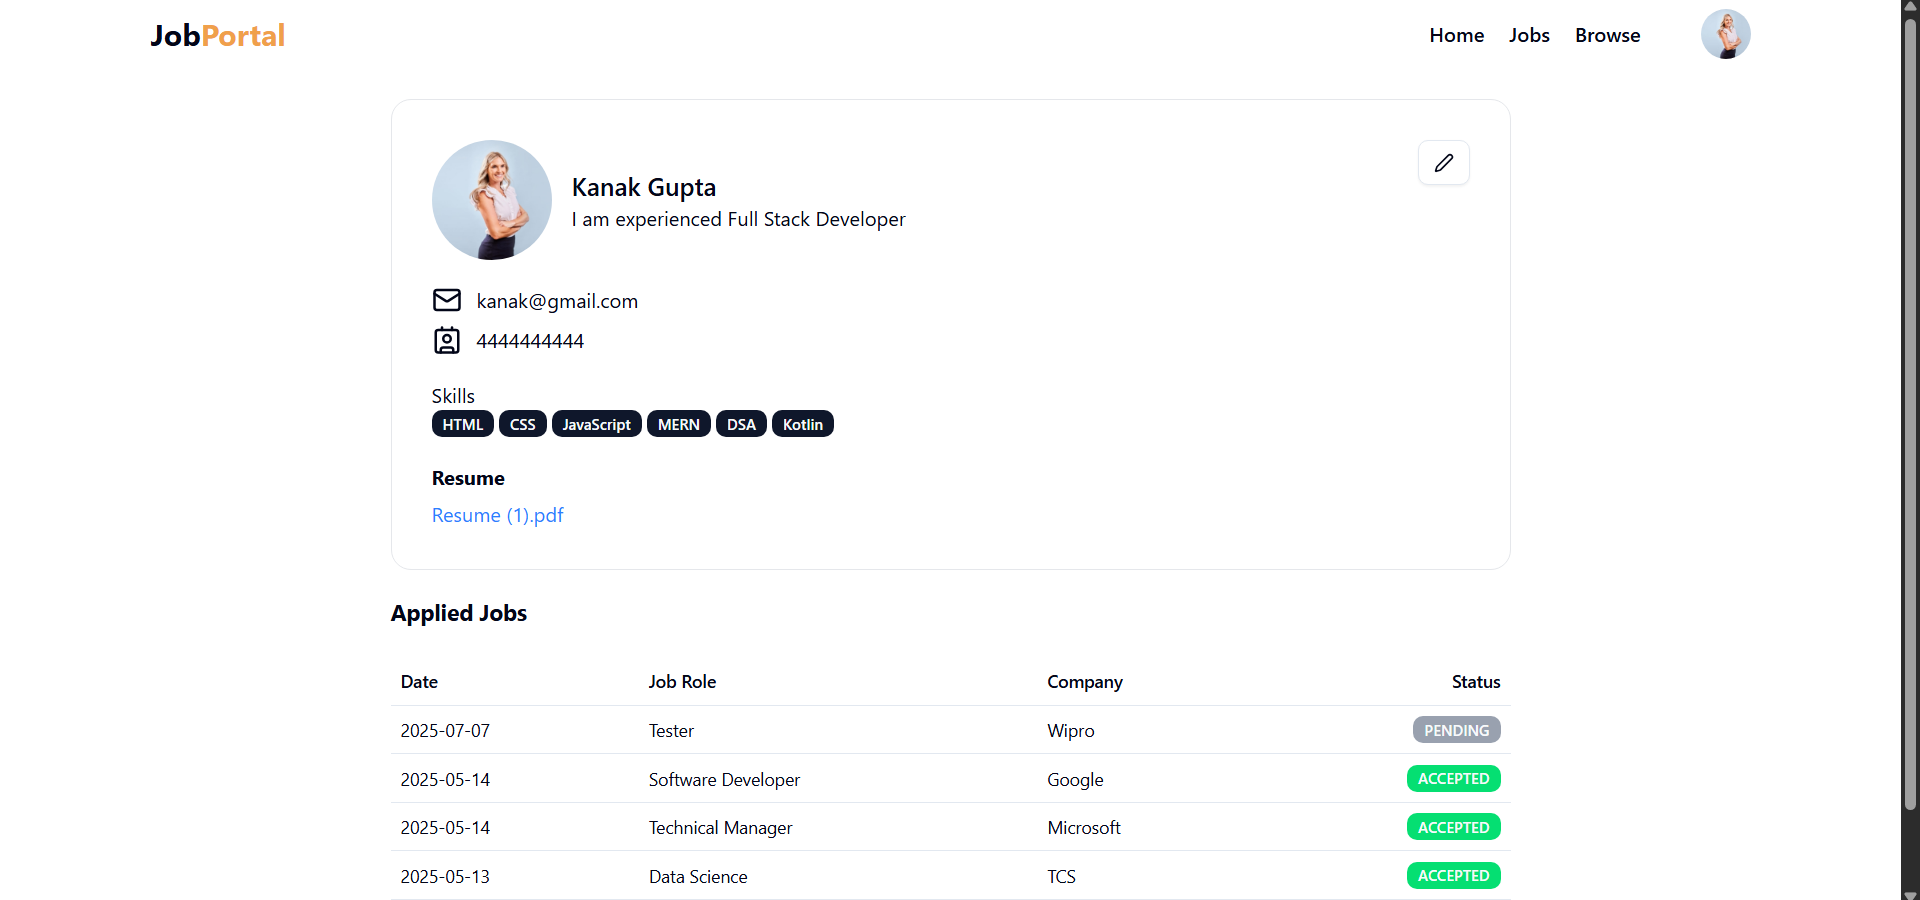 JobPortal
Home Jobs Browse
Kanak Gupta
I am experienced Full Stack Developer
kanak@gmail.com
4444444444
Skills
HTML CSS JavaScript MERN DSA Kotlin
Resume
Resume (1).pdf
Applied Jobs
Date Job Role Company Status
2025-07-07 Tester Wipro PENDING
2025-05-14 Software Developer Google ACCEPTED
2025-05-14 Technical Manager Microsoft ACCEPTED
2025-05-13 Data Science TCS ACCEPTED